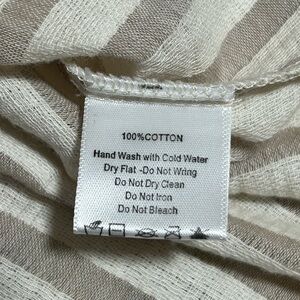 100%COTTON
Hand Wash with Cold Water
Dry Flat -Do Not Wring
Do Not Dry Clean
Do Not Iron
Do Not Bleach